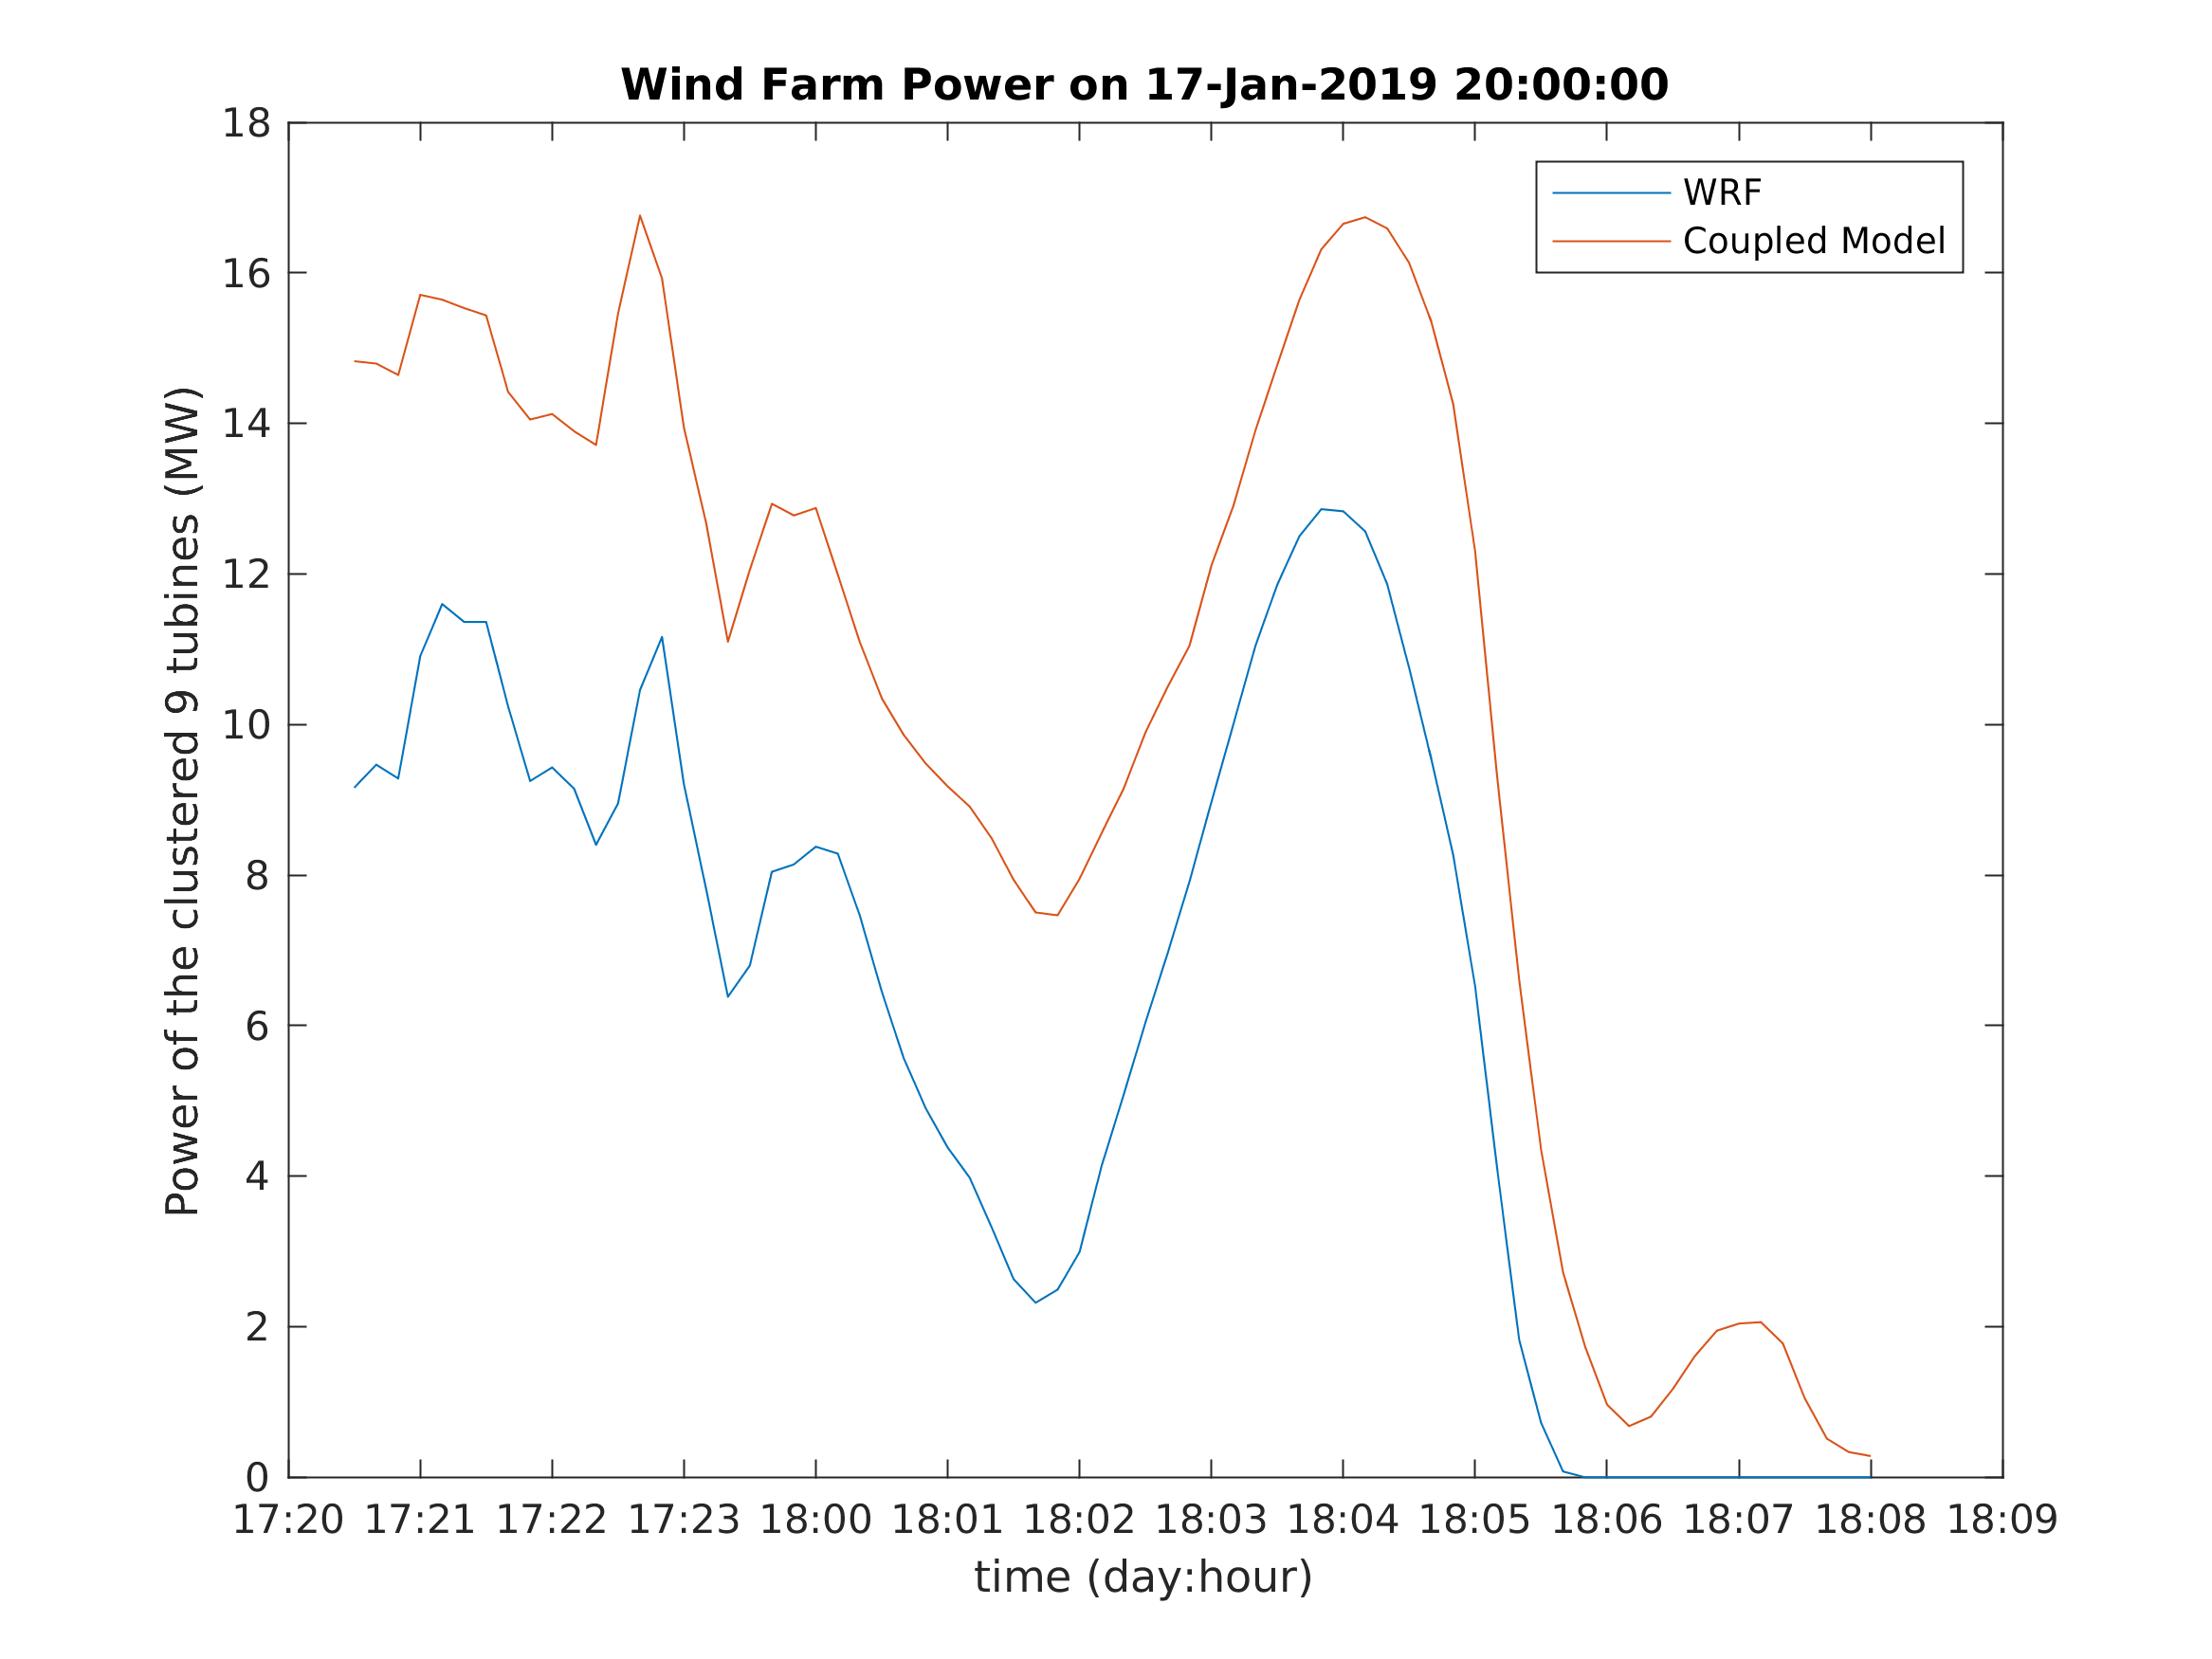 Wind Farm Power on 17-Jan-2019 20:00:00
18
16
14
12
10
8
6
4
2
0
Power of the clustered 9 tubines (MW)
WRF
Coupled Model
17:20 17:21 17:22 17:23 18:00 18:01 18:02 18:03 18:04 18:05 18:06 18:07 18:08 18:09
time (day:hour)